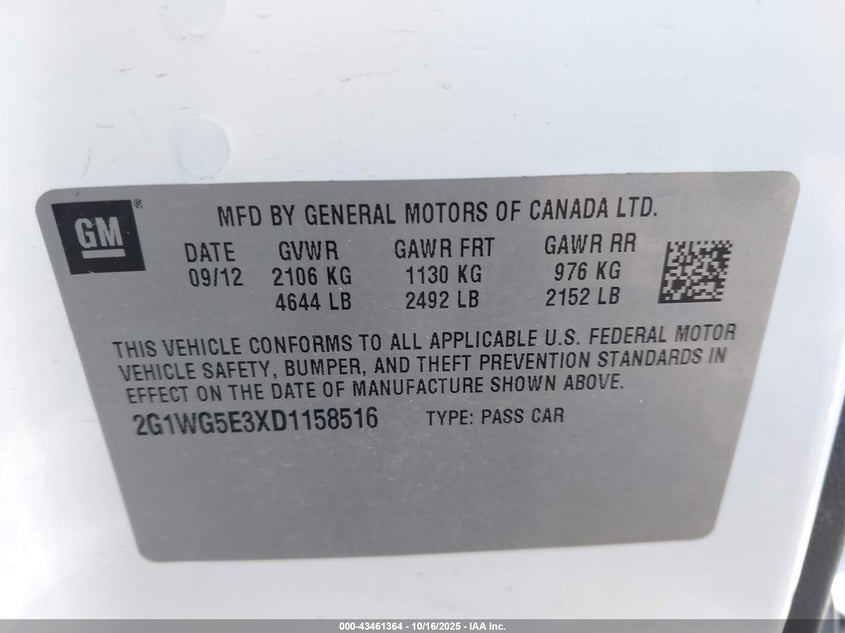 GM®
MFD BY GENERAL MOTORS OF CANADA LTD.
DATE GVWR GAWR FRT GAWR RR
09/12 2106 KG 1130 KG 976 KG
4644 LB 2492 LB 2152 LB
THIS VEHICLE CONFORMS TO ALL APPLICABLE U.S. FEDERAL MOTOR
VEHICLE SAFETY, BUMPER, AND THEFT PREVENTION STANDARDS IN
EFFECT ON THE DATE OF MANUFACTURE SHOWN ABOVE.
2G1WG5E3XD1158516 TYPE: PASS CAR
000-43461364 | 10/16/2025 | IAA Inc.